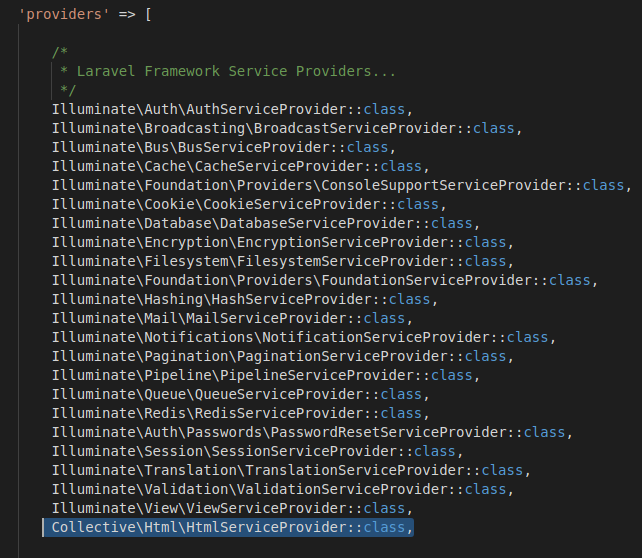 'providers' => [
/*
* Laravel Framework Service Providers...
*/
Illuminate\Auth\AuthServiceProvider::class,
Illuminate\Broadcasting\BroadcastServiceProvider::class,
Illuminate\Bus\BusServiceProvider::class,
Illuminate\Cache\CacheServiceProvider::class,
Illuminate\Foundation\Providers\ConsoleSupportServiceProvider::class,
Illuminate\Cookie\CookieServiceProvider::class,
Illuminate\Database\DatabaseServiceProvider::class,
Illuminate\Encryption\EncryptionServiceProvider::class,
Illuminate\Filesystem\FilesystemServiceProvider::class,
Illuminate\Foundation\Providers\FoundationServiceProvider::class,
Illuminate\Hashing\HashServiceProvider::class,
Illuminate\Mail\MailServiceProvider::class,
Illuminate\Notifications\NotificationServiceProvider::class,
Illuminate\Pagination\PaginationServiceProvider::class,
Illuminate\Pipeline\PipelineServiceProvider::class,
Illuminate\Queue\QueueServiceProvider::class,
Illuminate\Redis\RedisServiceProvider::class,
Illuminate\Auth\Passwords\PasswordResetServiceProvider::class,
Illuminate\Session\SessionServiceProvider::class,
Illuminate\Translation\TranslationServiceProvider::class,
Illuminate\Validation\ValidationServiceProvider::class,
Illuminate\View\ViewServiceProvider::class,
Collective\Html\HtmlServiceProvider::class,